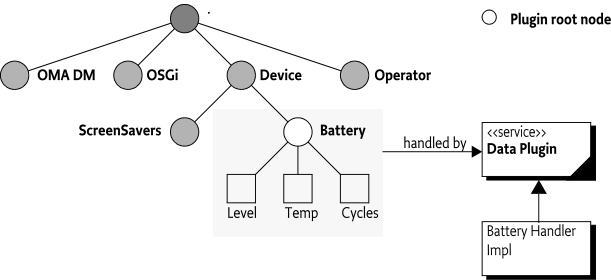 .
Plugin root node
OMA DM
OSGi
Device
Operator
ScreenSavers
Battery
handled by
<<service>>
Data Plugin
Level
Temp
Cycles
Battery Handler
Impl